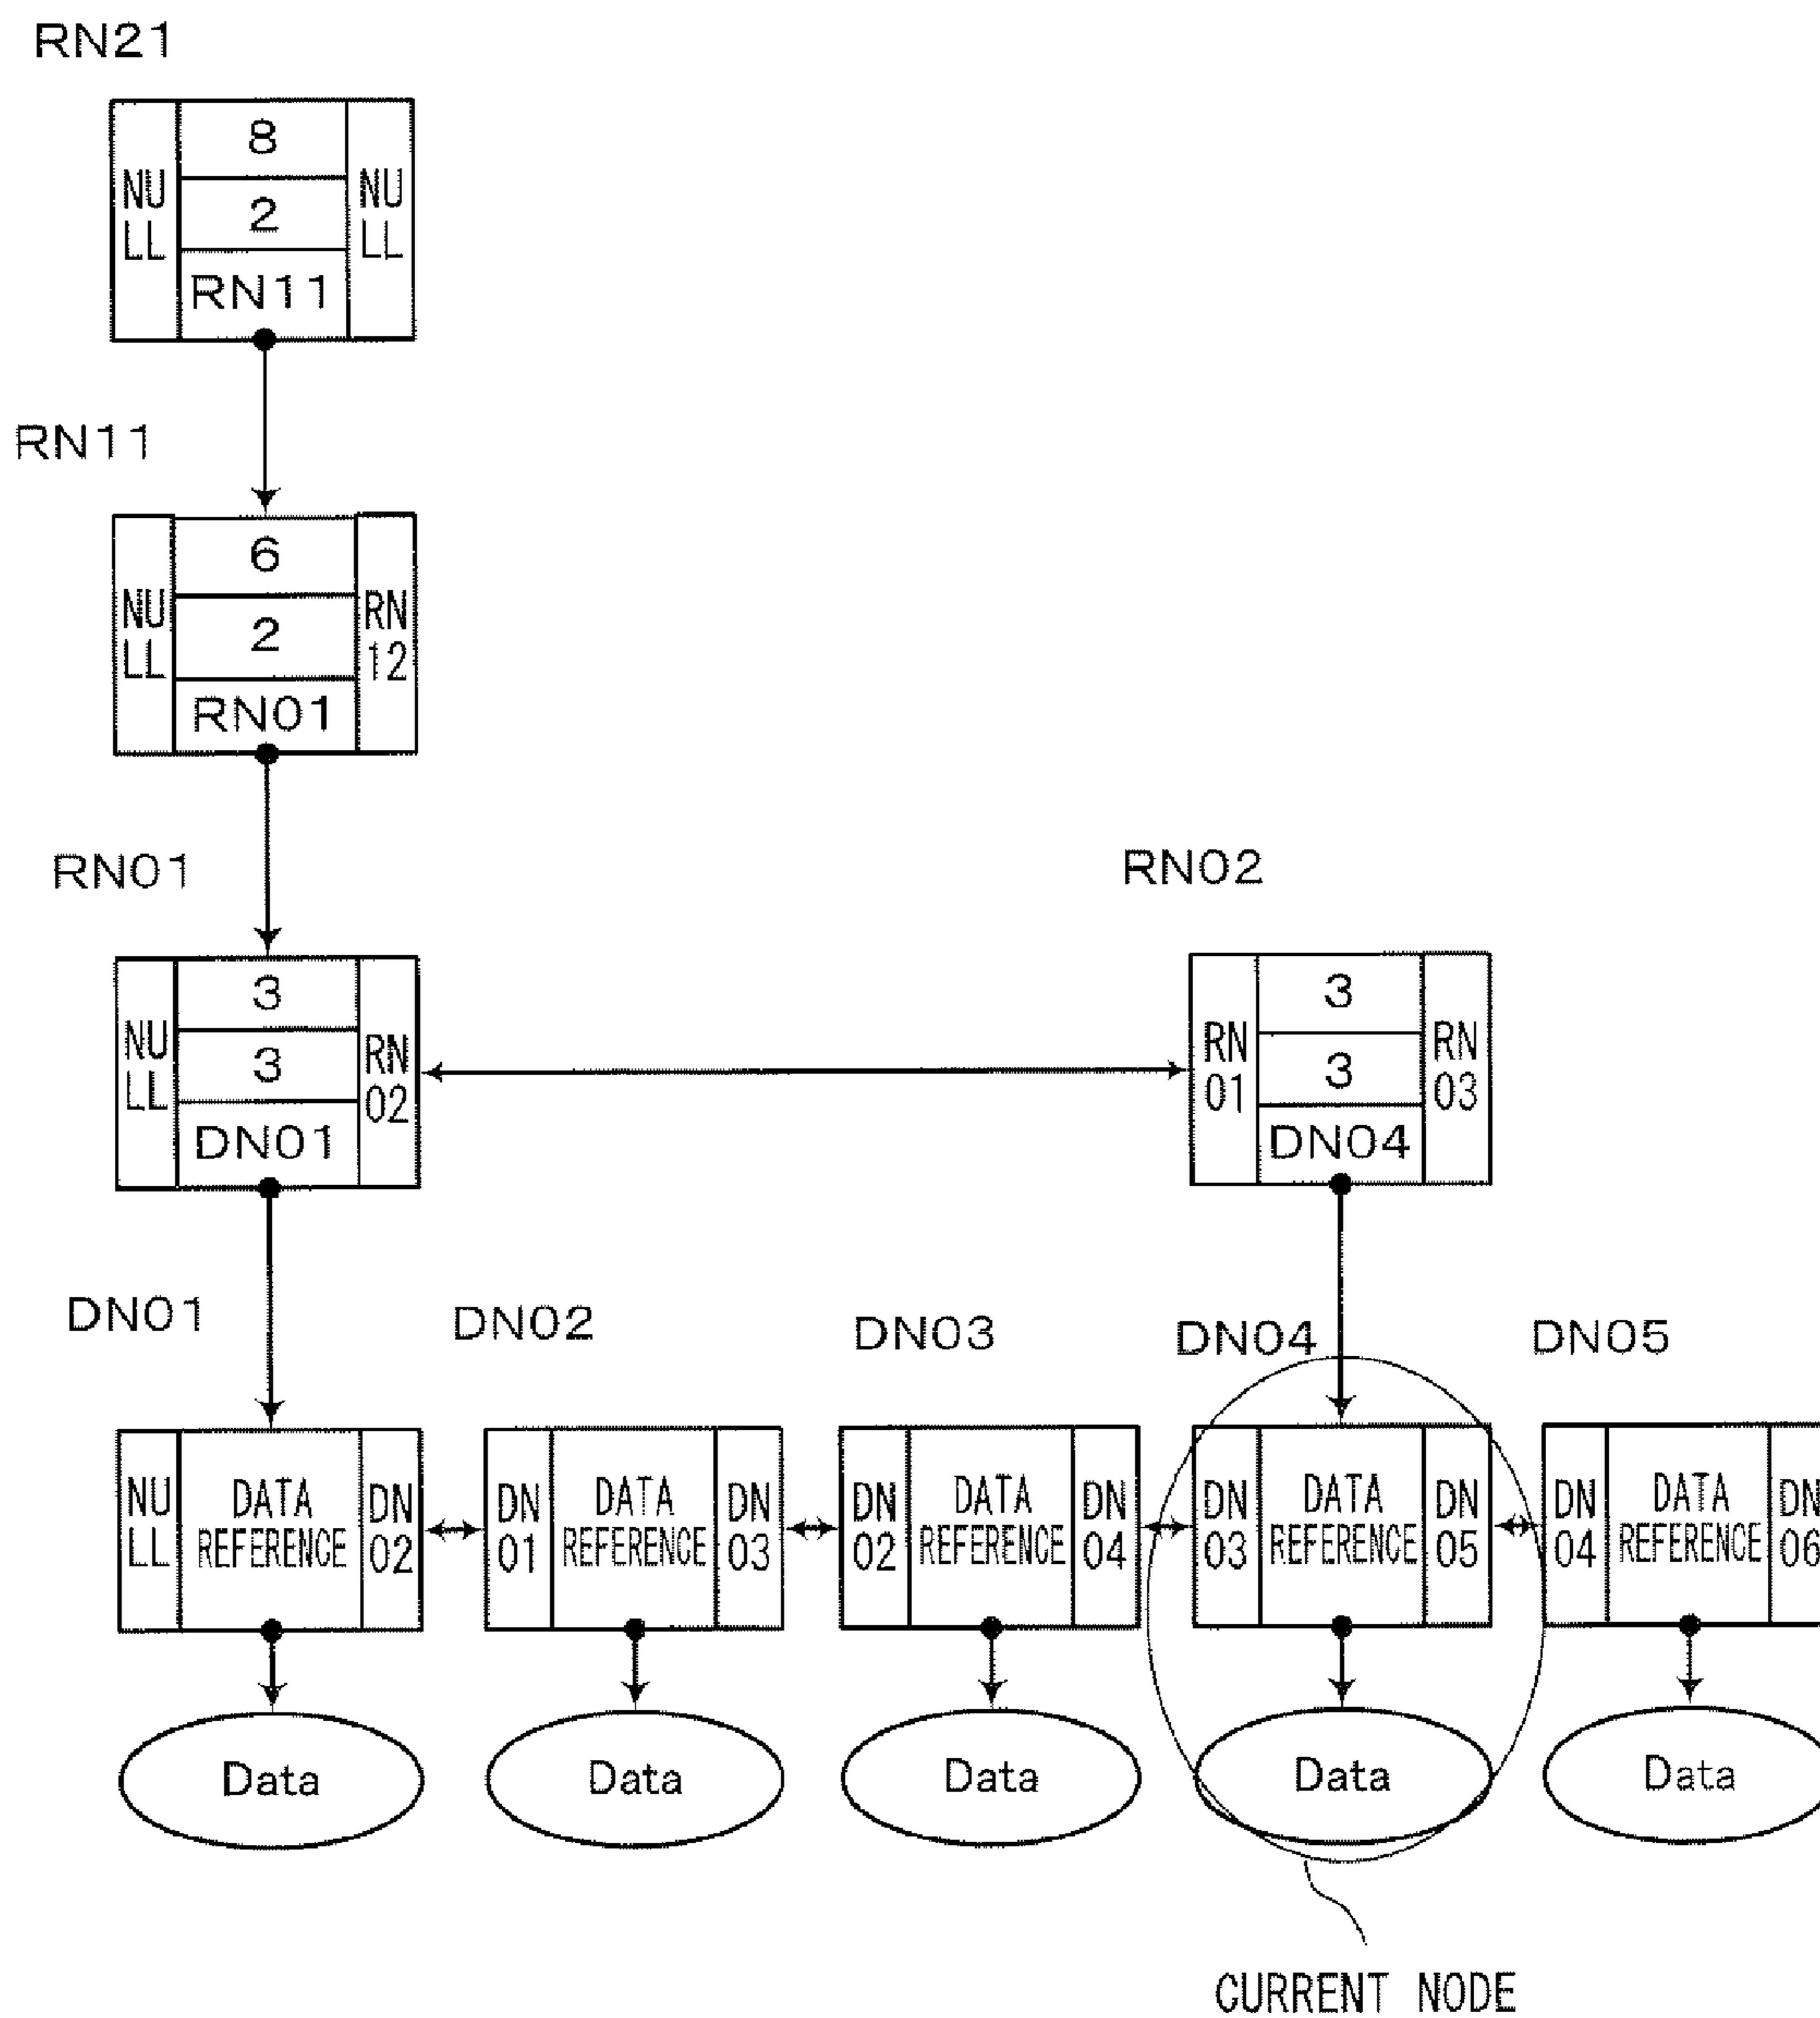 RN21
8
NU
LL
2
NU
LL
RN11
RN11
6
NU
LL
2
RN
12
RN01
RN01
RN02
3
NU
LL
3
RN
02
DN01
3
RN
01
3
RN
03
DN04
DN01
DN02
DN03
DN04
DN05
NU
LL
DATA
REFERENCE
DN
02
DN
01
DATA
REFERENCE
DN
03
DN
02
DATA
REFERENCE
DN
04
DN
03
DATA
REFERENCE
DN
05
DN
04
DATA
REFERENCE
DN
06
Data
Data
Data
Data
Data
CURRENT NODE